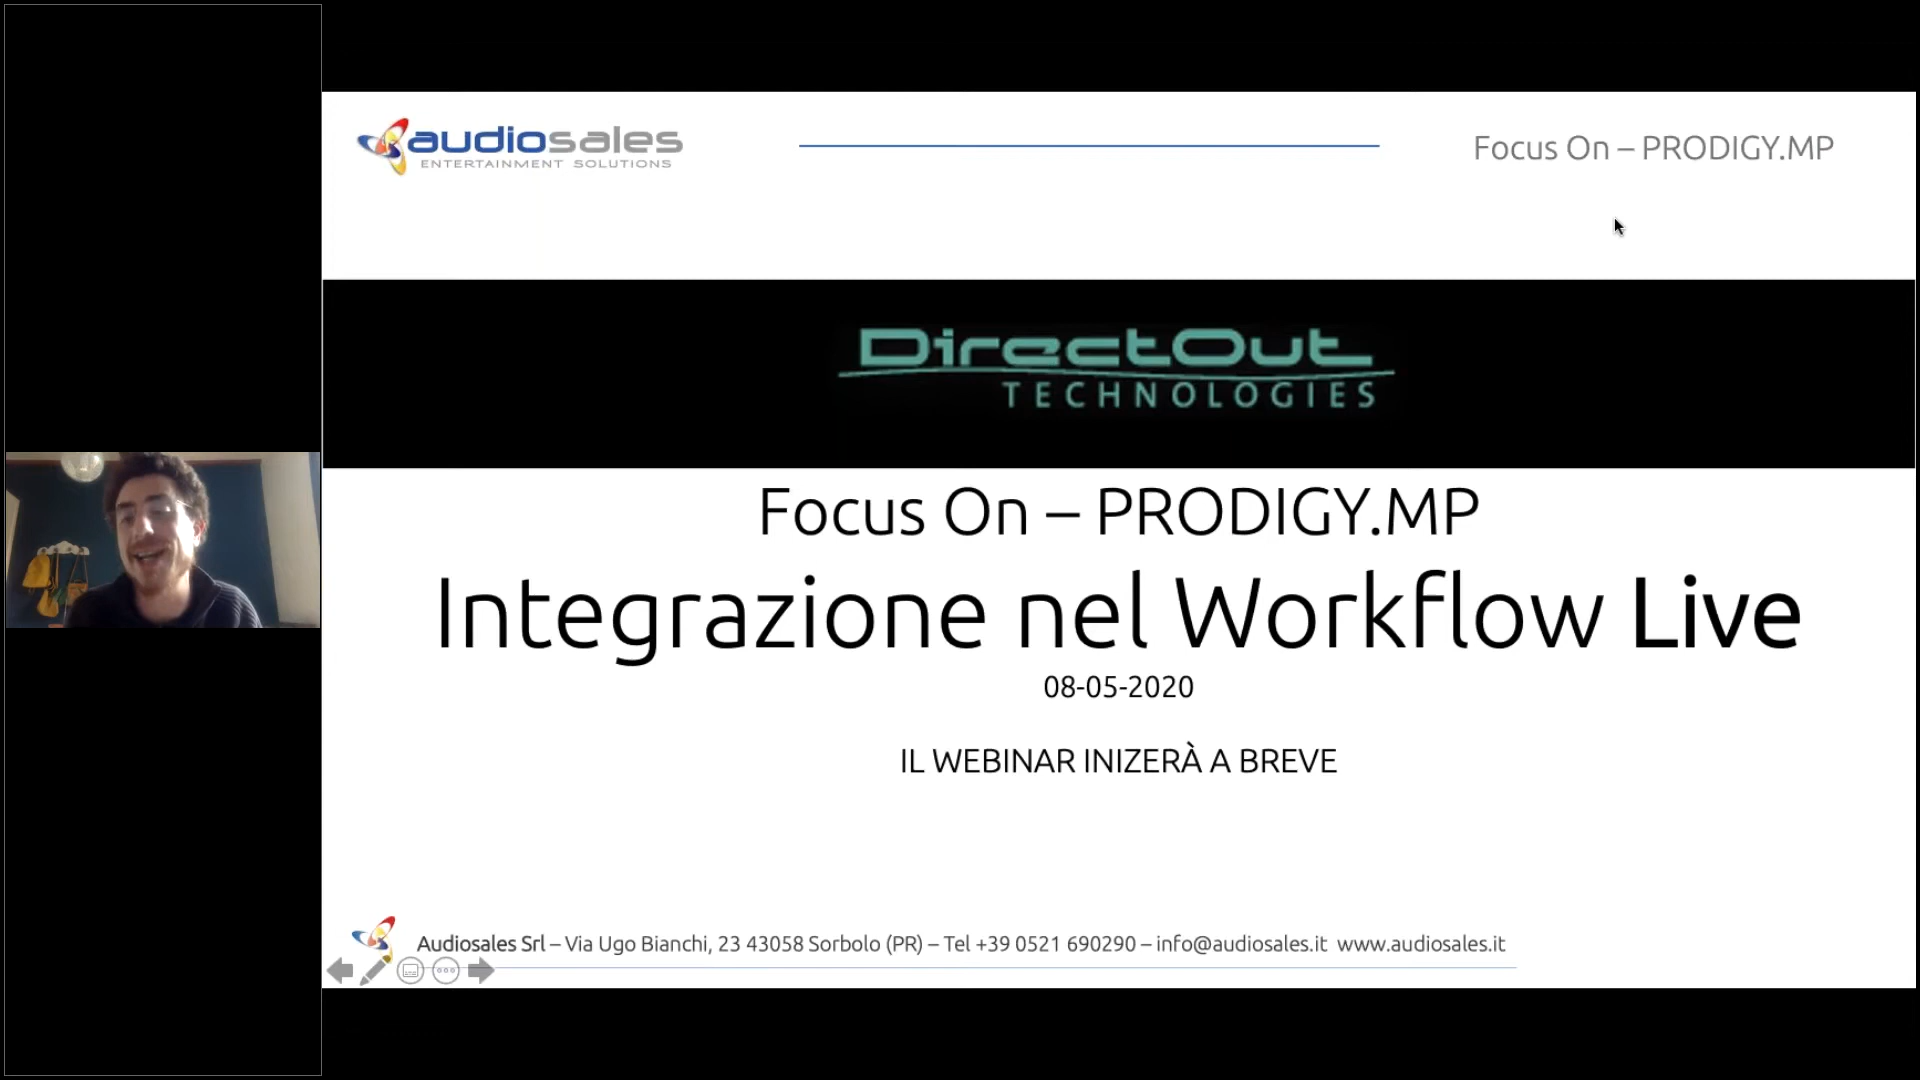 audiosales
ENTERTAINMENT SOLUTIONS
Focus On – PRODIGY.MP
DirectOut
TECHNOLOGIES
Focus On – PRODIGY.MP
Integrazione nel Workflow Live
08-05-2020
IL WEBINAR INIZERÀ A BREVE
Audiosales Srl – Via Ugo Bianchi, 23 43058 Sorbolo (PR) – Tel +39 0521 690290 – info@audiosales.it www.audiosales.it